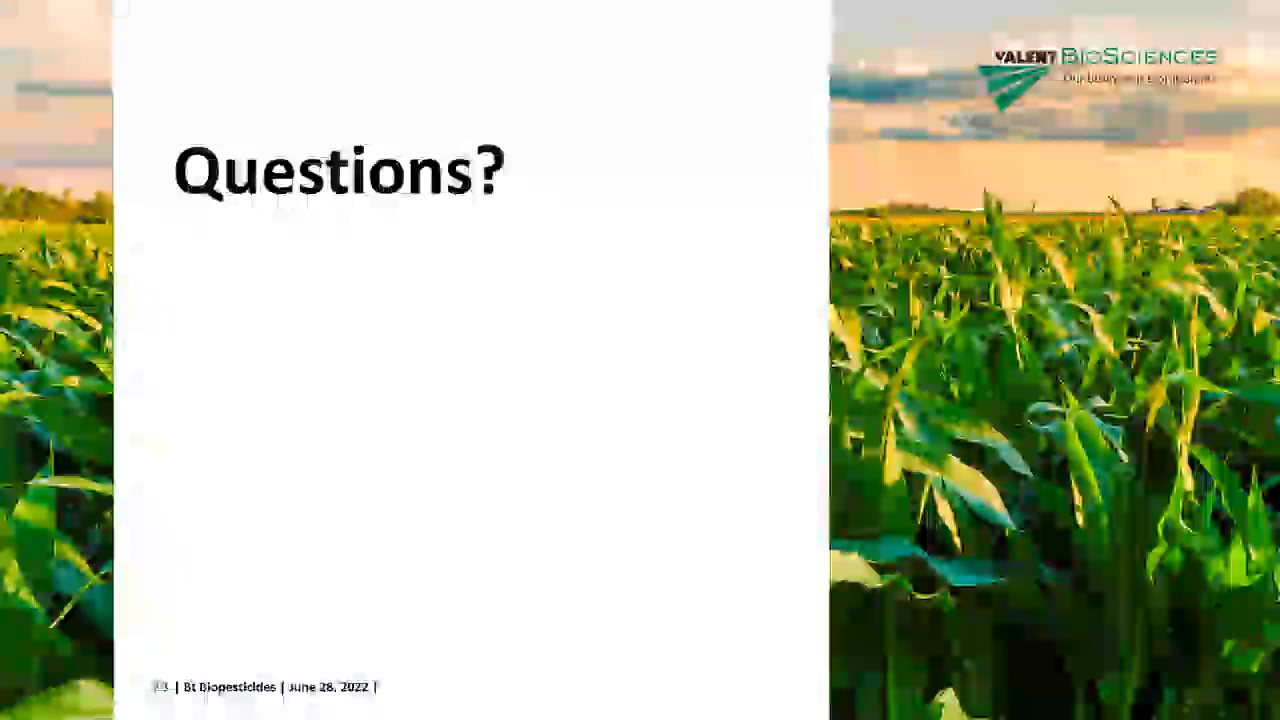 VALENT BIOSCIENCES
Questions?
| Bt Biopesticides | June 28, 2022 |